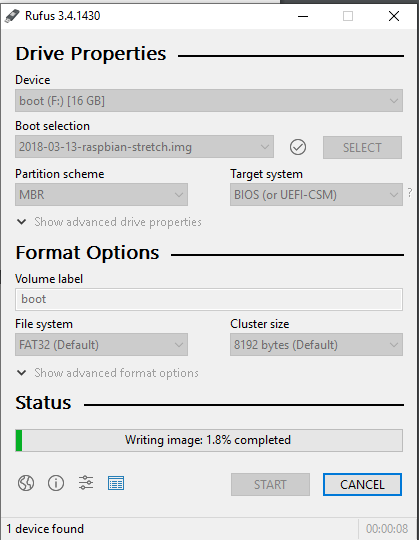 Rufus 3.4.1430
Drive Properties
Device
boot (F:) [16 GB]
Boot selection
2018-03-13-raspbian-stretch.img
SELECT
Partition scheme
Target system
MBR
BIOS (or UEFI-CSM)
?
Show advanced drive properties
Format Options
Volume label
boot
File system
Cluster size
FAT32 (Default)
8192 bytes (Default)
Show advanced format options
Status
Writing image: 1.8% completed
START
CANCEL
1 device found
00:00:08